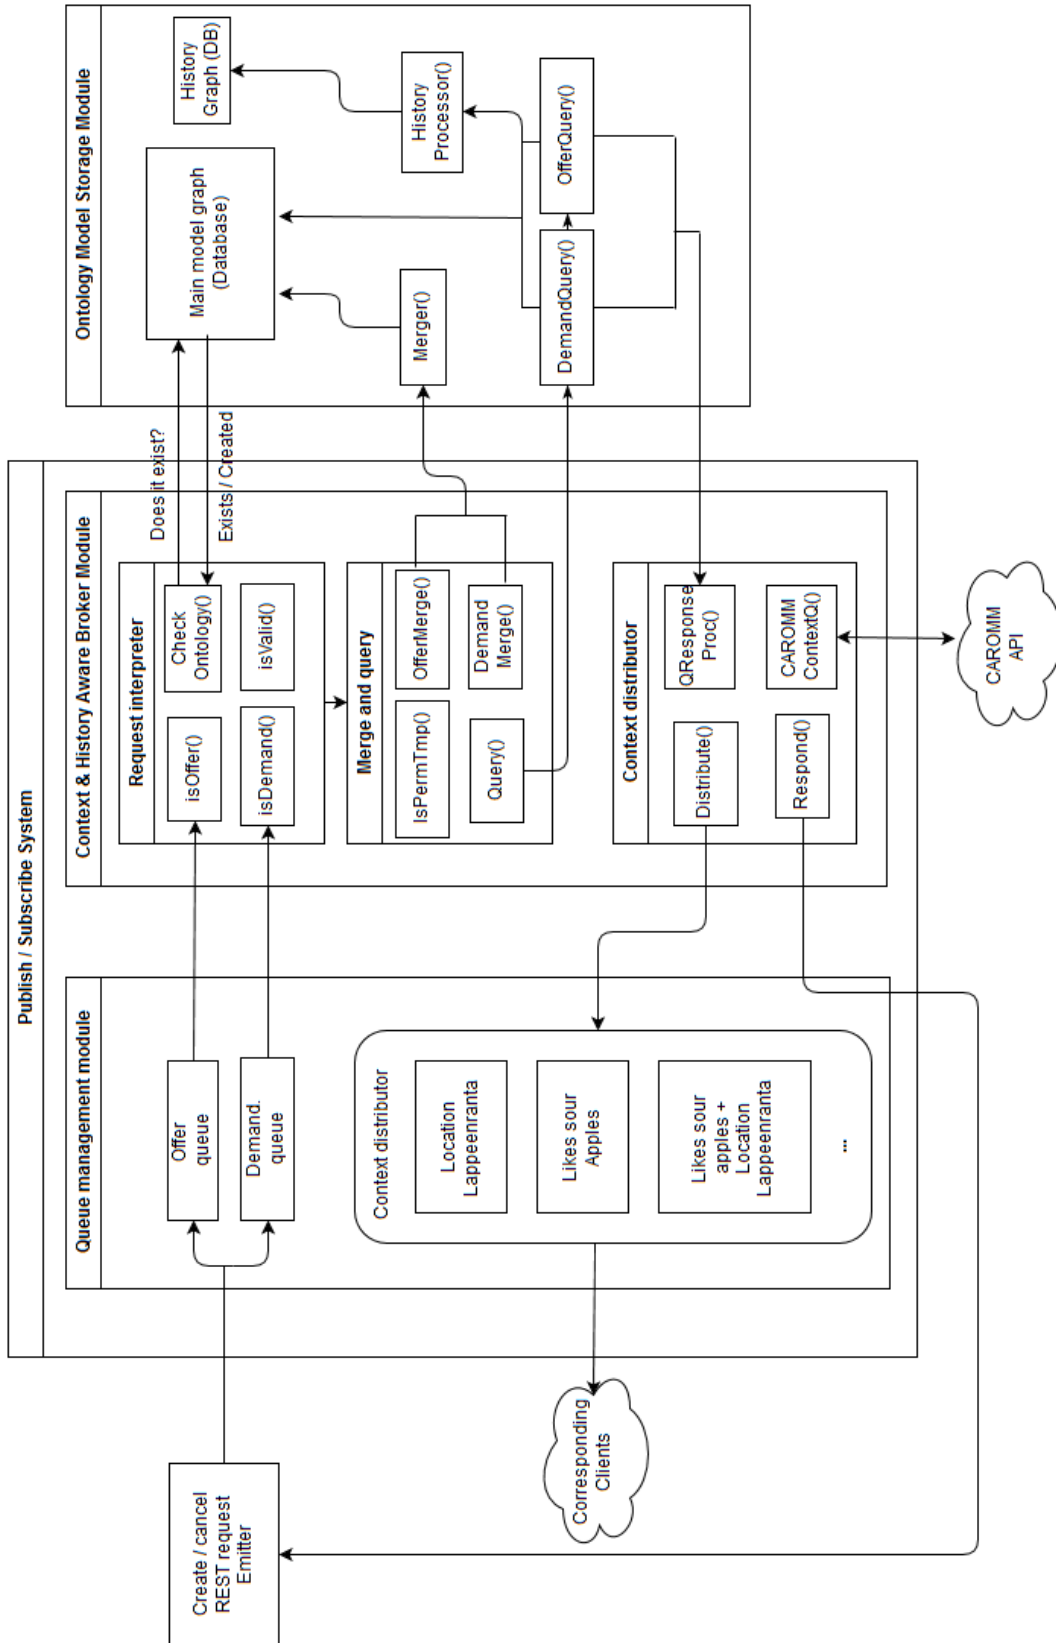 Publish / Subscribe System
Queue management module
Context & History Aware Broker Module
Ontology Model Storage Module
Create / cancel
REST request
Emitter
Offer
queue
Demand.
queue
Context distributor
Location
Lappeenranta
Likes sour
Apples
Likes sour
apples +
Location
Lappeenranta
...
Corresponding
Clients
Request interpreter
isOffer()
Check
Ontology()
isDemand()
isValid()
Does it exist?
Exists / Created
Merge and query
IsPermTmp()
OfferMerge()
Query()
Demand
Merge()
Context distributor
Distribute()
QResponse
Proc()
Respond()
CAROMM
ContextQ()
CAROMM
API
Main model graph
(Database)
History
Graph (DB)
Merger()
History
Processor()
DemandQuery()
OfferQuery()